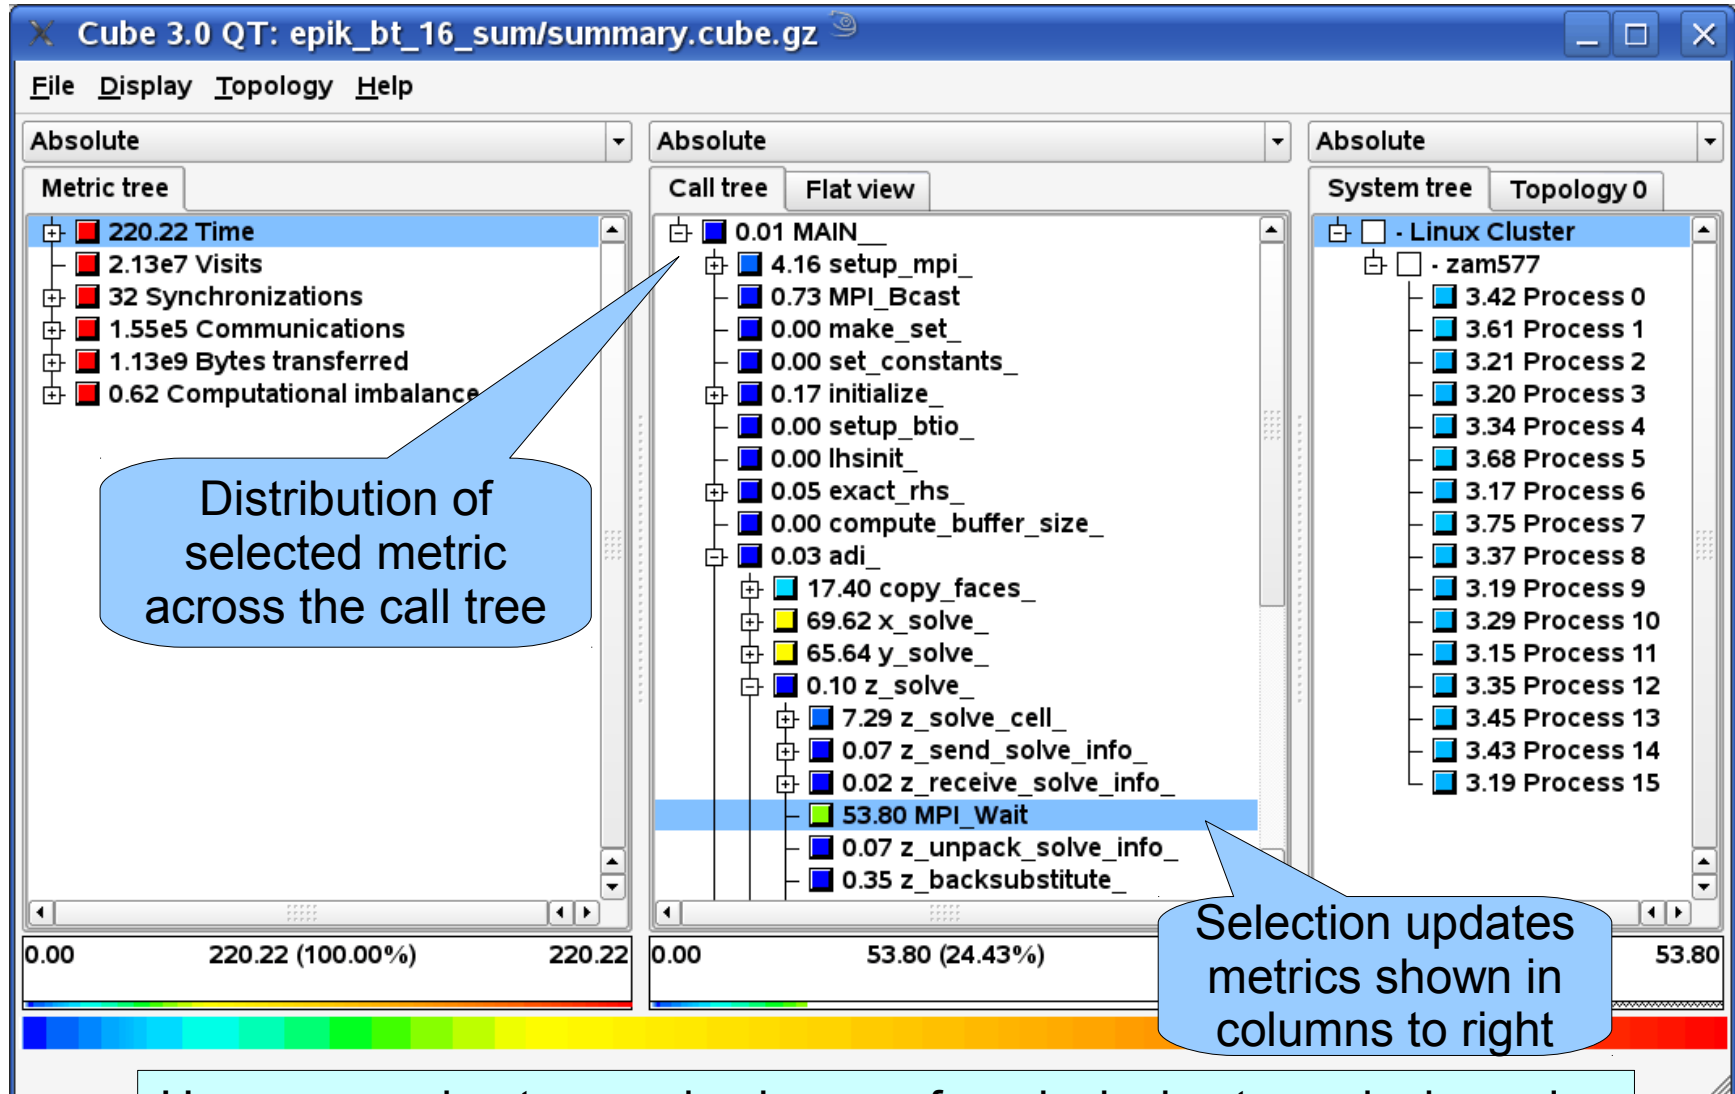 Cube 3.0 QT: epik_bt_16_sum/summary.cube.gz
File Display Topology Help
Absolute
Metric tree
220.22 Time
2.13e7 Visits
32 Synchronizations
1.55e5 Communications
1.13e9 Bytes transferred
0.62 Computational imbalance
Distribution of
selected metric
across the call tree
0.00 220.22 (100.00%) 220.22
Absolute
Call tree Flat view
0.01 MAIN__
4.16 setup_mpi_
0.73 MPI_Bcast
0.00 make_set_
0.00 set_constants_
0.17 initialize_
0.00 setup_btio_
0.00 lhsinit_
0.05 exact_rhs_
0.00 compute_buffer_size_
0.03 adi_
17.40 copy_faces_
69.62 x_solve_
65.64 y_solve_
0.10 z_solve_
7.29 z_solve_cell_
0.07 z_send_solve_info_
0.02 z_receive_solve_info_
53.80 MPI_Wait
0.07 z_unpack_solve_info_
0.35 z_backsubstitute_
0.00 53.80 (24.43%)
Absolute
System tree Topology 0
- Linux Cluster
- zam577
3.42 Process 0
3.61 Process 1
3.21 Process 2
3.20 Process 3
3.34 Process 4
3.68 Process 5
3.17 Process 6
3.75 Process 7
3.37 Process 8
3.19 Process 9
3.29 Process 10
3.15 Process 11
3.35 Process 12
3.45 Process 13
3.43 Process 14
3.19 Process 15
Selection updates
metrics shown in
columns to right
53.80